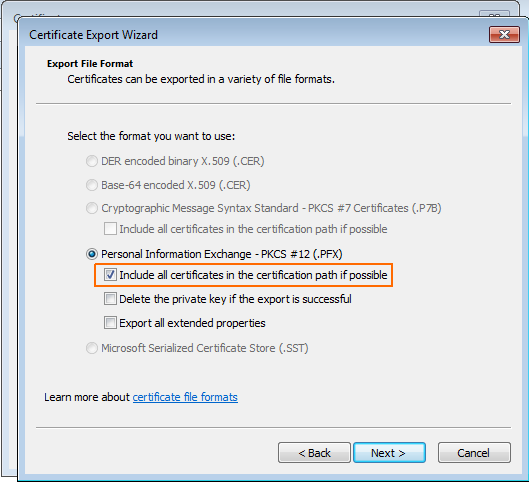 Certificate
Certificate Export Wizard
Export File Format
Certificates can be exported in a variety of file formats.
Select the format you want to use:
DER encoded binary X.509 (.CER)
Base-64 encoded X.509 (.CER)
Cryptographic Message Syntax Standard - PKCS #7 Certificates (.P7B)
Include all certificates in the certification path if possible
Personal Information Exchange - PKCS #12 (.PFX)
Include all certificates in the certification path if possible
Delete the private key if the export is successful
Export all extended properties
Microsoft Serialized Certificate Store (.SST)
Learn more about certificate file formats
< Back
Next >
Cancel